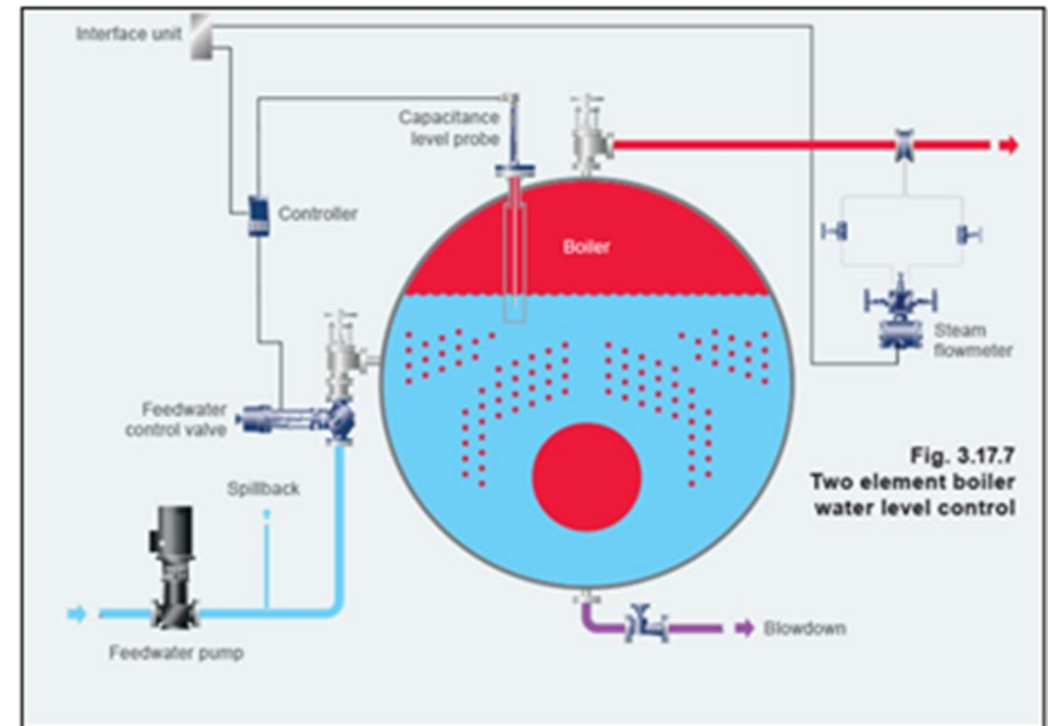 Interface unit
Capacitance
level probe
Controller
Boiler
Steam
flowmeter
Feedwater
control valve
Fig. 3.17.7
Two element boiler
water level control
Spillback
Feedwater pump
Blowdown